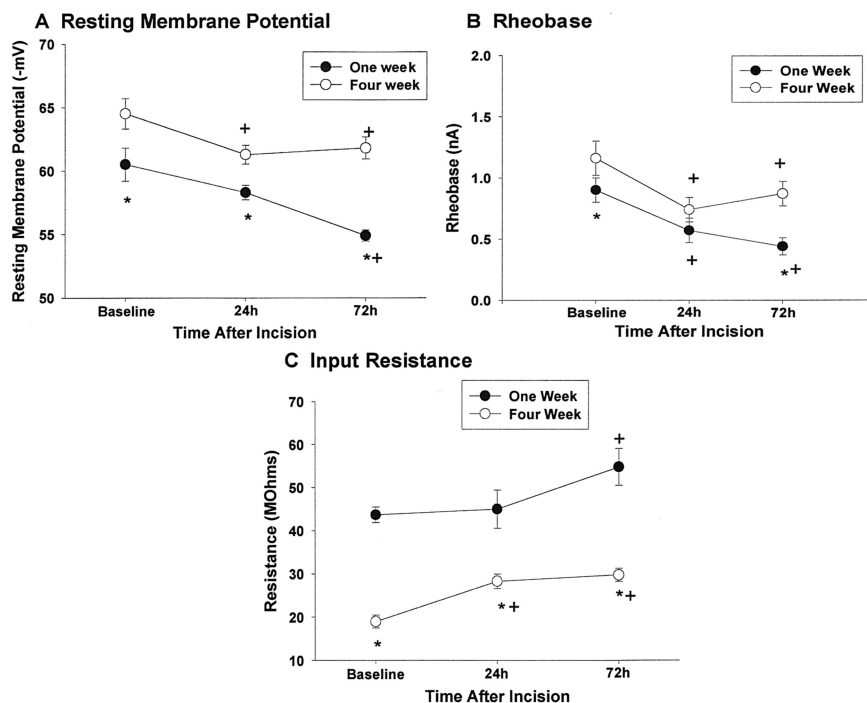 A Resting Membrane Potential
Resting Membrane Potential (-mV)
70
65
60
55
50
One week
Four week
+
+
*
*
*+
Baseline
24h
72h
Time After Incision
B Rheobase
Rheobase (nA)
2.0
1.5
1.0
0.5
0.0
One Week
Four Week
+
+
*
+
*+
Baseline
24h
72h
Time After Incision
C Input Resistance
Resistance (MOhms)
70
60
50
40
30
20
10
One Week
Four Week
+
*
*+
*+
Baseline
24h
72h
Time After Incision